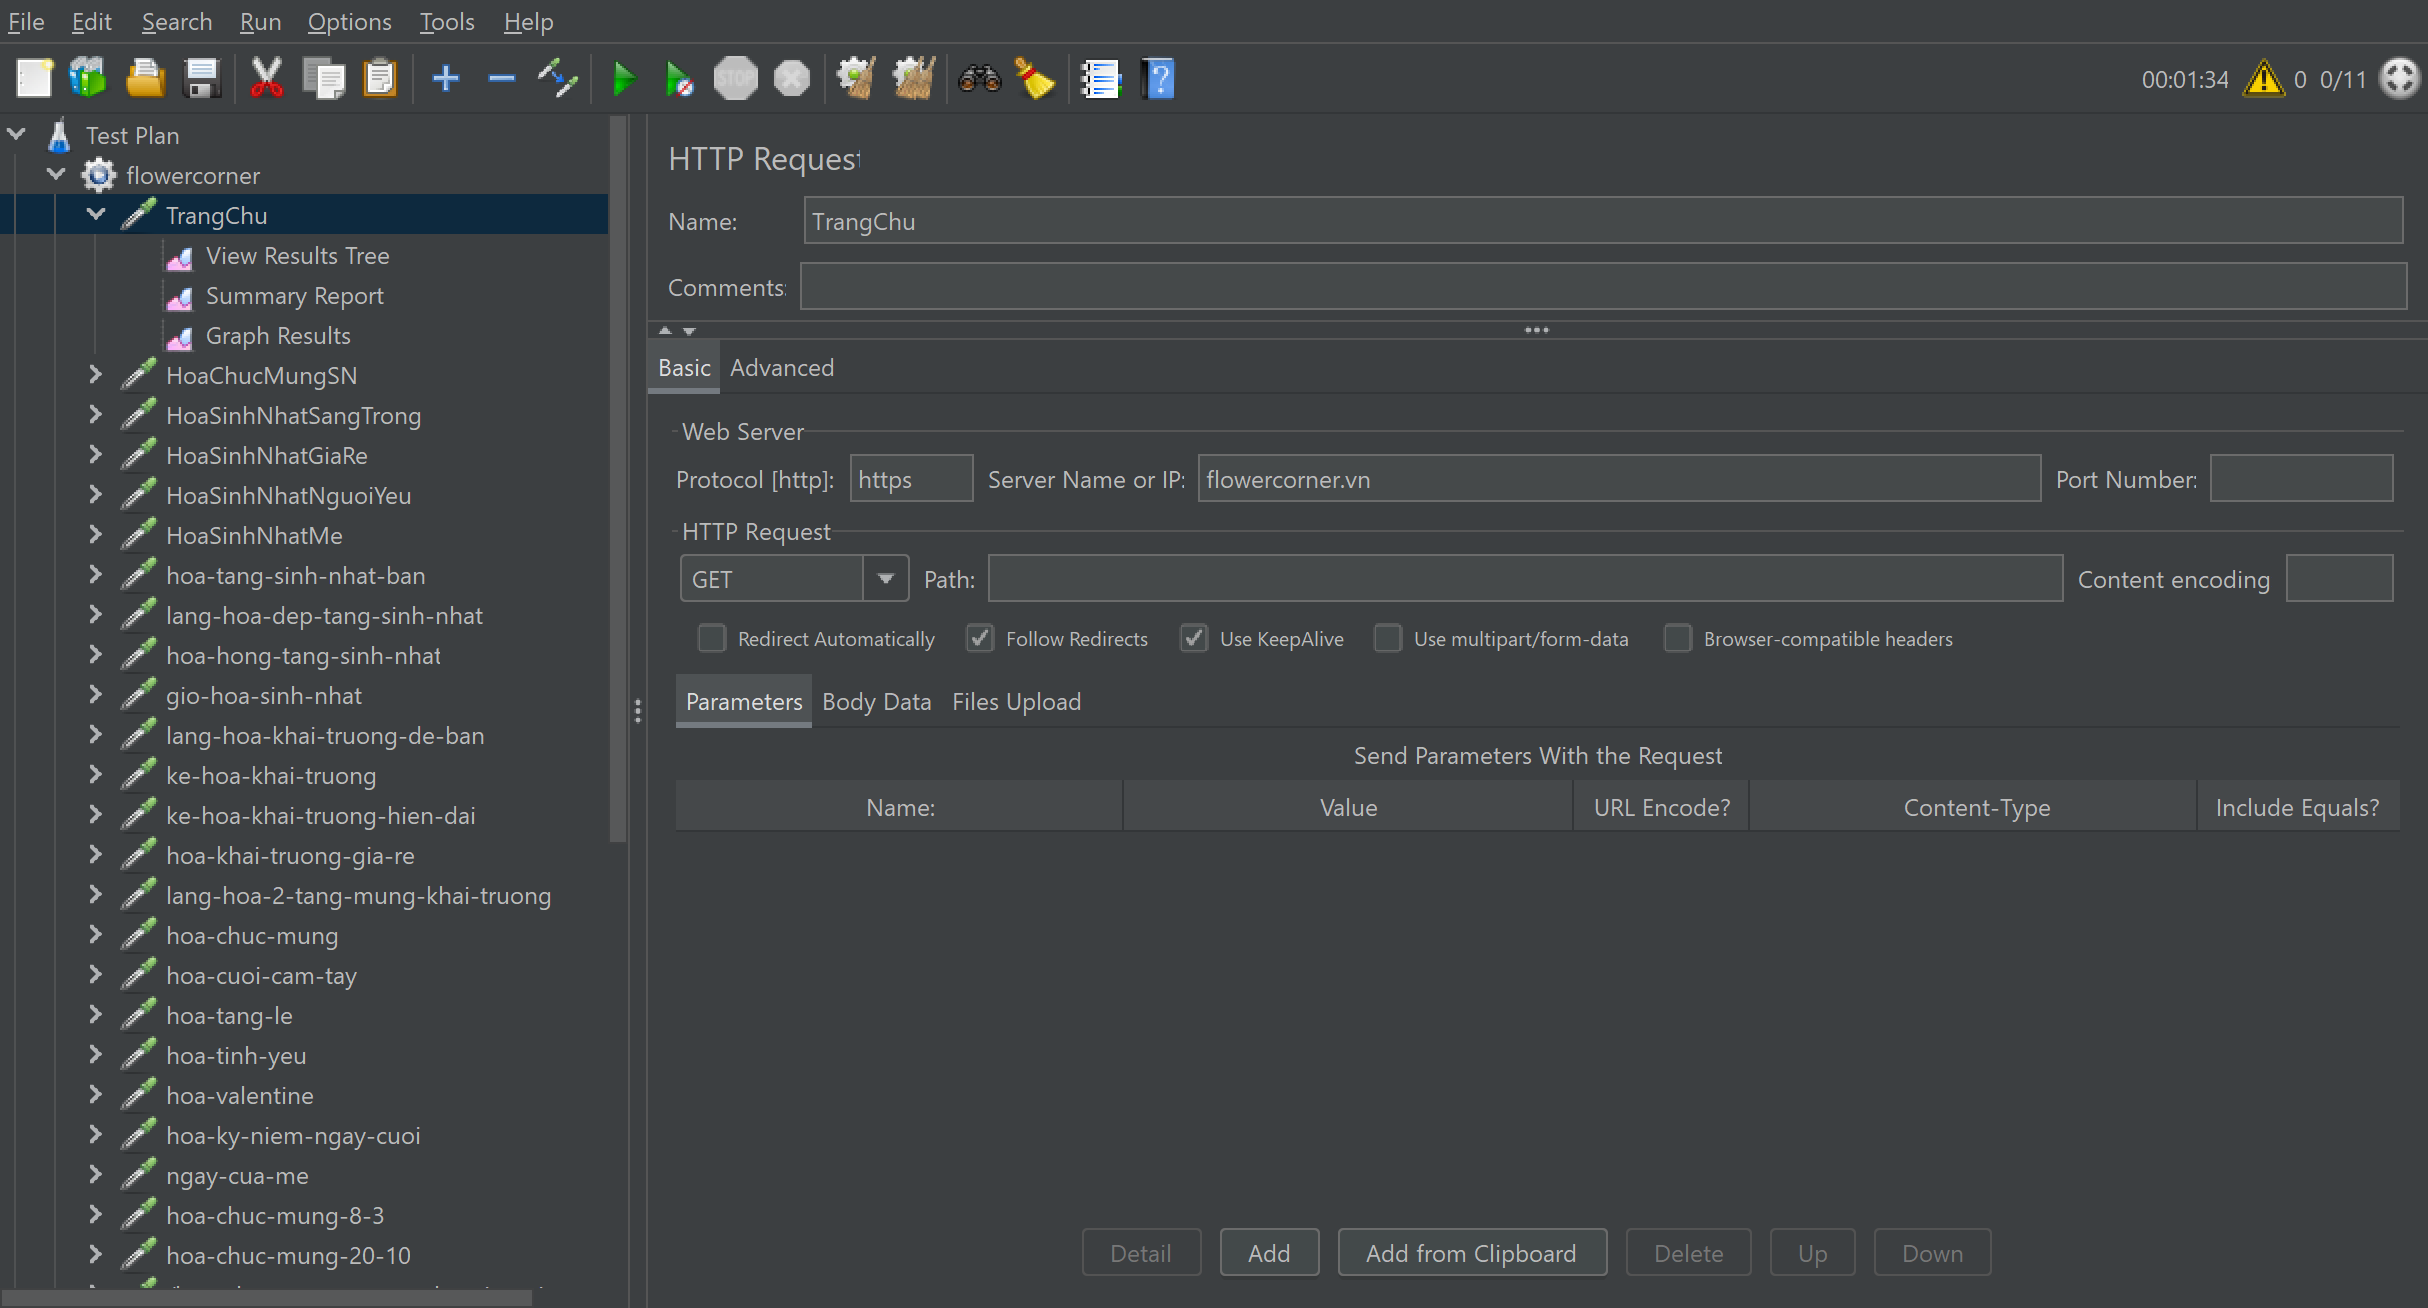 File Edit Search Run Options Tools Help
STOP
00:01:34 0 0/11
Test Plan
flowercorner
TrangChu
View Results Tree
Summary Report
Graph Results
HoaChucMungSN
HoaSinhNhatSangTrong
HoaSinhNhatGiaRe
HoaSinhNhatNguoiYeu
HoaSinhNhatMe
hoa-tang-sinh-nhat-ban
lang-hoa-dep-tang-sinh-nhat
hoa-hong-tang-sinh-nhat
gio-hoa-sinh-nhat
lang-hoa-khai-truong-de-ban
ke-hoa-khai-truong
ke-hoa-khai-truong-hien-dai
hoa-khai-truong-gia-re
lang-hoa-2-tang-mung-khai-truong
hoa-chuc-mung
hoa-cuoi-cam-tay
hoa-tang-le
hoa-tinh-yeu
hoa-valentine
hoa-ky-niem-ngay-cuoi
ngay-cua-me
hoa-chuc-mung-8-3
hoa-chuc-mung-20-10
HTTP Request
Name: TrangChu
Comments:
Basic Advanced
Web Server
Protocol [http]: https Server Name or IP: flowercorner.vn Port Number:
HTTP Request
GET Path: Content encoding
Redirect Automatically Follow Redirects Use KeepAlive Use multipart/form-data Browser-compatible headers
Parameters Body Data Files Upload
Send Parameters With the Request
Name: Value URL Encode? Content-Type Include Equals?
Detail Add Add from Clipboard Delete Up Down